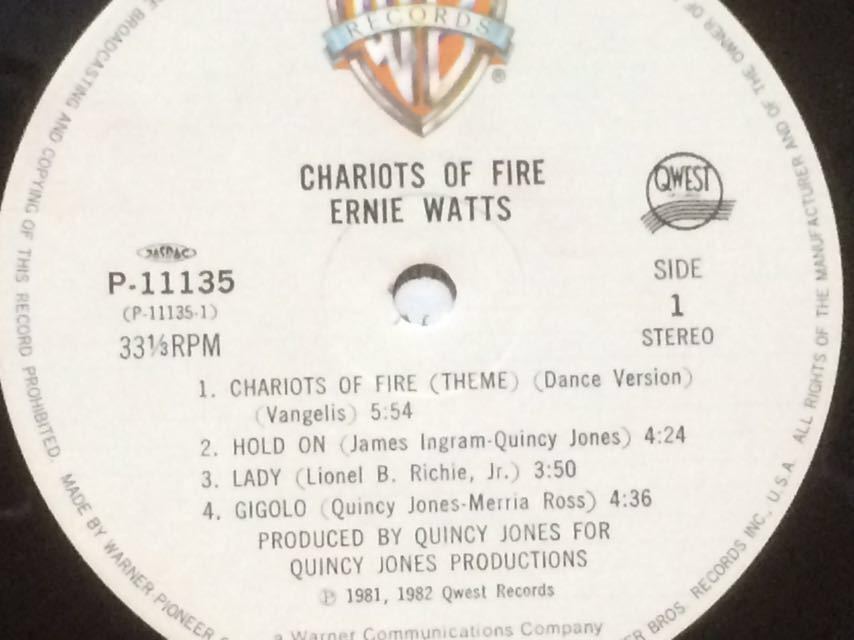 RECORDS
®
CHARIOTS OF FIRE
ERNIE WATTS
QWEST
JASRAC
P-11135
(P-11135-1)
33⅓RPM
SIDE
1
STEREO
1. CHARIOTS OF FIRE (THEME) (Dance Version)
(Vangelis) 5:54
2. HOLD ON (James Ingram-Quincy Jones) 4:24
3. LADY (Lionel B. Richie, Jr.) 3:50
4. GIGOLO (Quincy Jones-Merria Ross) 4:36
PRODUCED BY QUINCY JONES FOR
QUINCY JONES PRODUCTIONS
℗ 1981, 1982 Qwest Records
a Warner Communications Company
BROADCASTING AND COPYING OF THIS RECORD PROHIBITED. MADE BY WARNER PIONEER
BROS. RECORDS INC., U.S.A. ALL RIGHTS OF THE MANUFACTURER AND OF THE OWNER OF